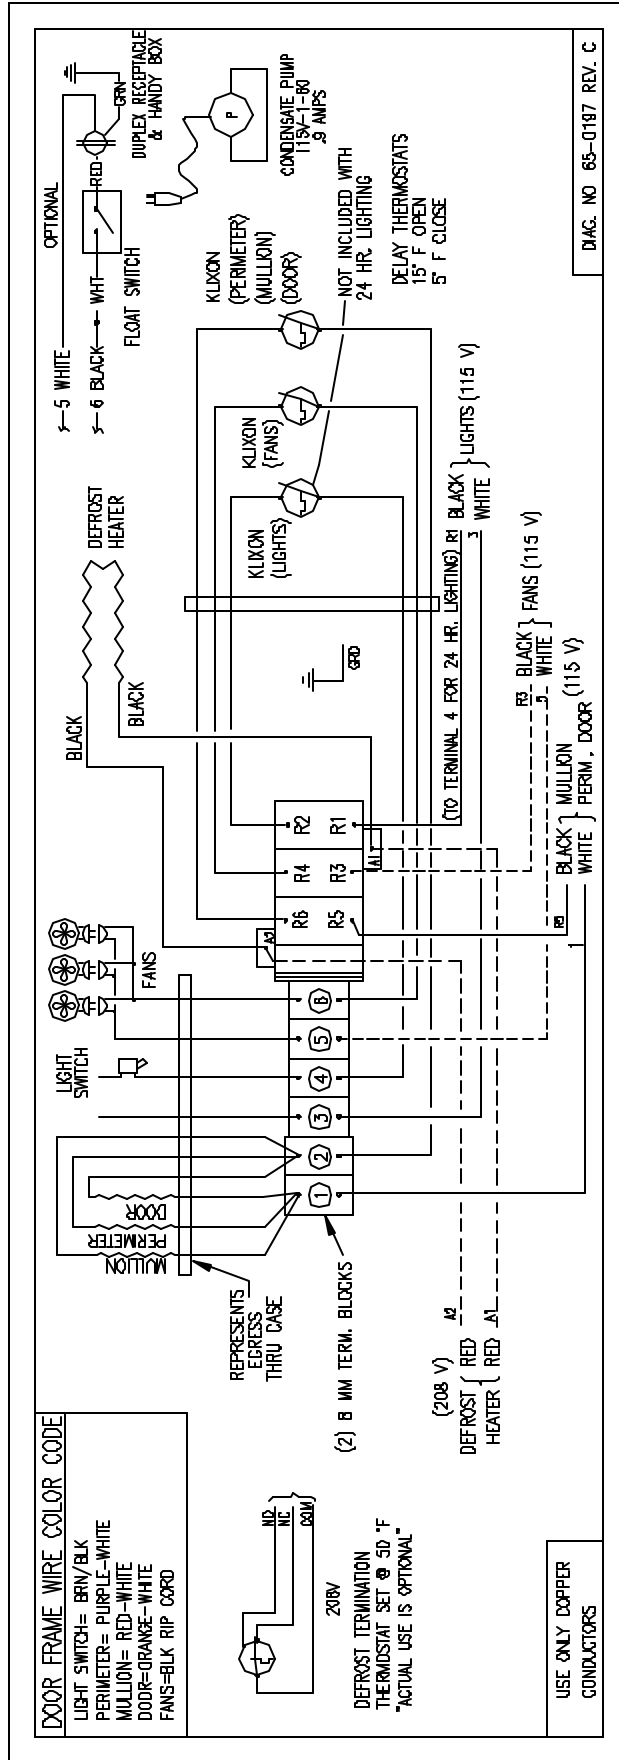 DOOR FRAME WIRE COLOR CODE
LIGHT SWITCH= BRN/BLK
PERIMETER= PURPLE-WHITE
MULLION= RED-WHITE
DOOR=ORANGE-WHITE
FANS=BLK RIP CORD
NO
NC
COM
208V
DEFROST TERMINATION
THERMOSTAT SET @ 50 °F
"ACTUAL USE IS OPTIONAL"
USE ONLY COPPER
CONDUCTORS
MULLION
PERIMETER
DOOR
REPRESENTS
EGRESS
THRU CASE
(2) 8 MM TERM. BLOCKS
(208 V)
DEFROST { RED A2
HEATER { RED A1
LIGHT
SWITCH
FANS
1
2
3
4
5
6
A2
R6
R5
R4
R3
A1
R2
R1
BLACK
BLACK
DEFROST
HEATER
GRD
KLIXON
(LIGHTS)
KLIXON
(FANS)
KLIXON
(PERIMETER)
(MULLION)
(DOOR)
NOT INCLUDED WITH
24 HR. LIGHTING
DELAY THERMOSTATS
15° F OPEN
5° F CLOSE
(TO TERMINAL 4 FOR 24 HR. LIGHTING) R1 BLACK } LIGHTS (115 V)
3 WHITE
R3 BLACK } FANS (115 V)
5 WHITE
R5 BLACK } MULLION
1 WHITE } PERIM., DOOR
(115 V)
5 WHITE
6 BLACK
OPTIONAL
WHT
RED
GRN
FLOAT SWITCH
DUPLEX RECEPTACLE
& HANDY BOX
P
CONDENSATE PUMP
115V-1-60
.9 AMPS
DIAG. NO 65-0197 REV. C